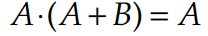 A·(A + B) = A